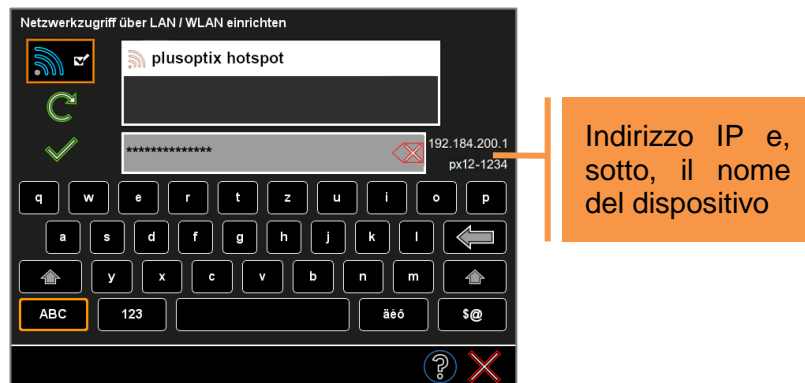 Netzwerkzugriff über LAN / WLAN einrichten
plusoptix hotspot
**************
192.184.200.1
px12-1234
q w e r t z u i o p
a s d f g h j k l
y x c v b n m
ABC 123 äéó $@
?
Indirizzo IP e,
sotto, il nome
del dispositivo